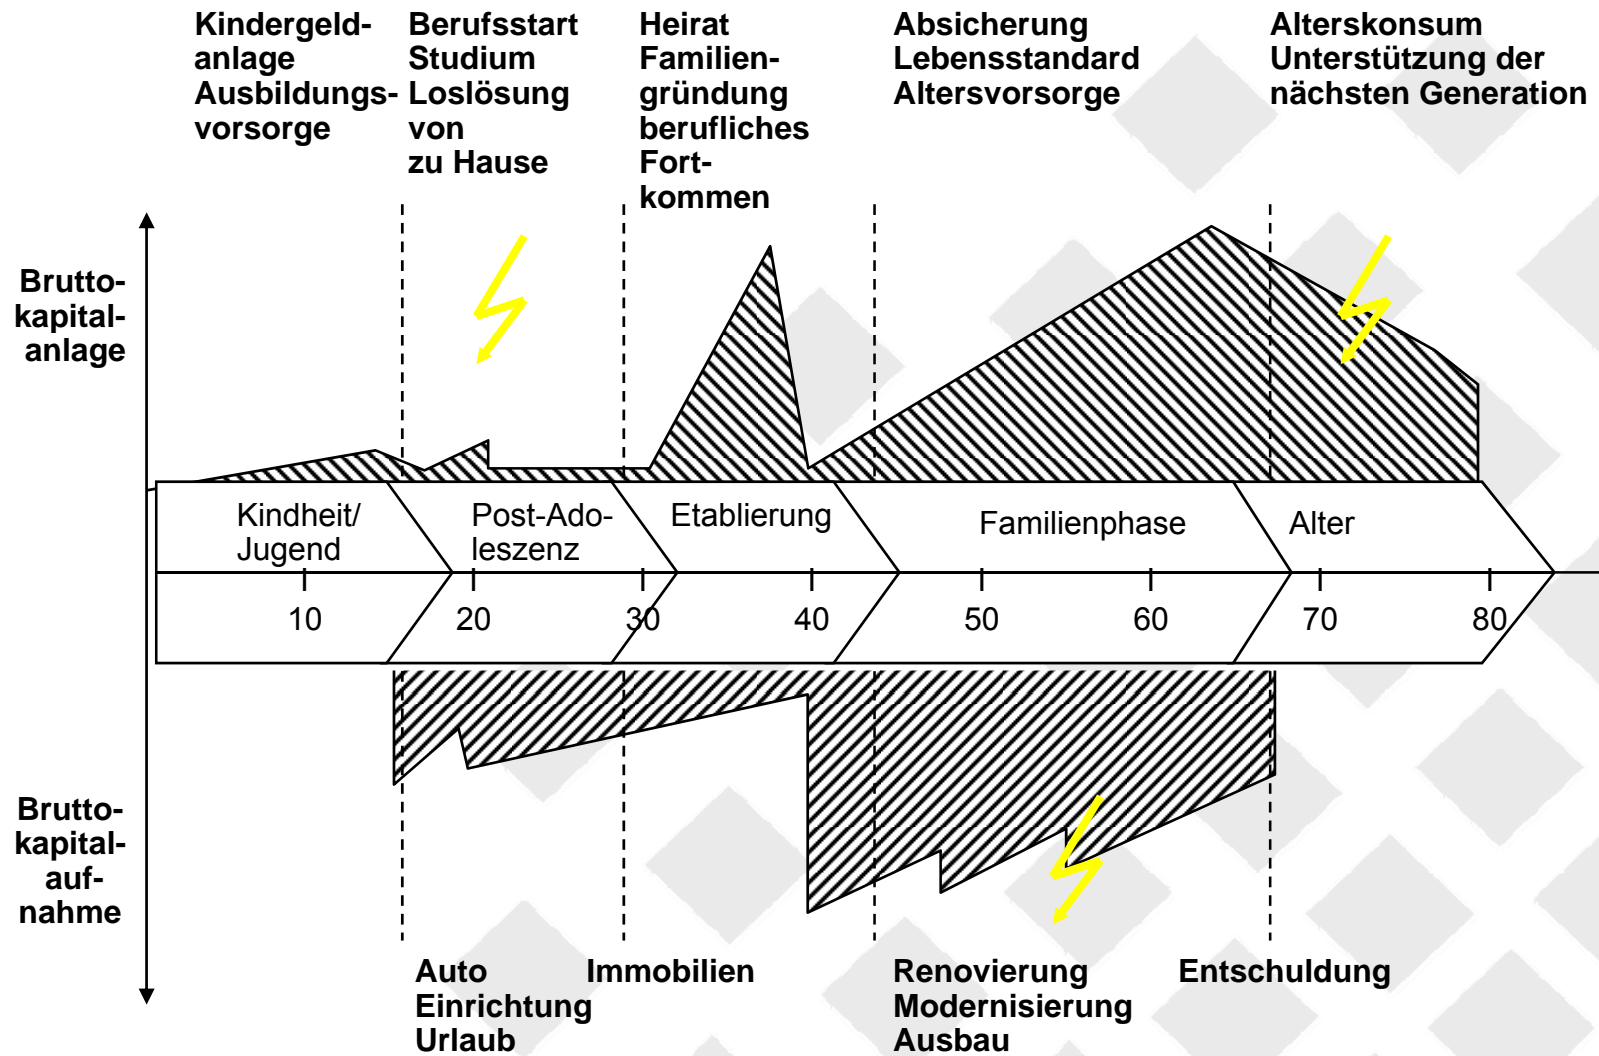 Kindergeld-
anlage
Ausbildungs-
vorsorge
Berufsstart
Studium
Loslösung
von
zu Hause
Heirat
Familien-
gründung
berufliches
Fort-
kommen
Absicherung
Lebensstandard
Altersvorsorge
Alterskonsum
Unterstützung der
nächsten Generation
Brutto-
kapital-
anlage
Kindheit/
Jugend
Post-Ado-
leszenz
Etablierung
Familienphase
Alter
10
20
30
40
50
60
70
80
Brutto-
kapital-
auf-
nahme
Auto
Einrichtung
Urlaub
Immobilien
Renovierung
Modernisierung
Ausbau
Entschuldung